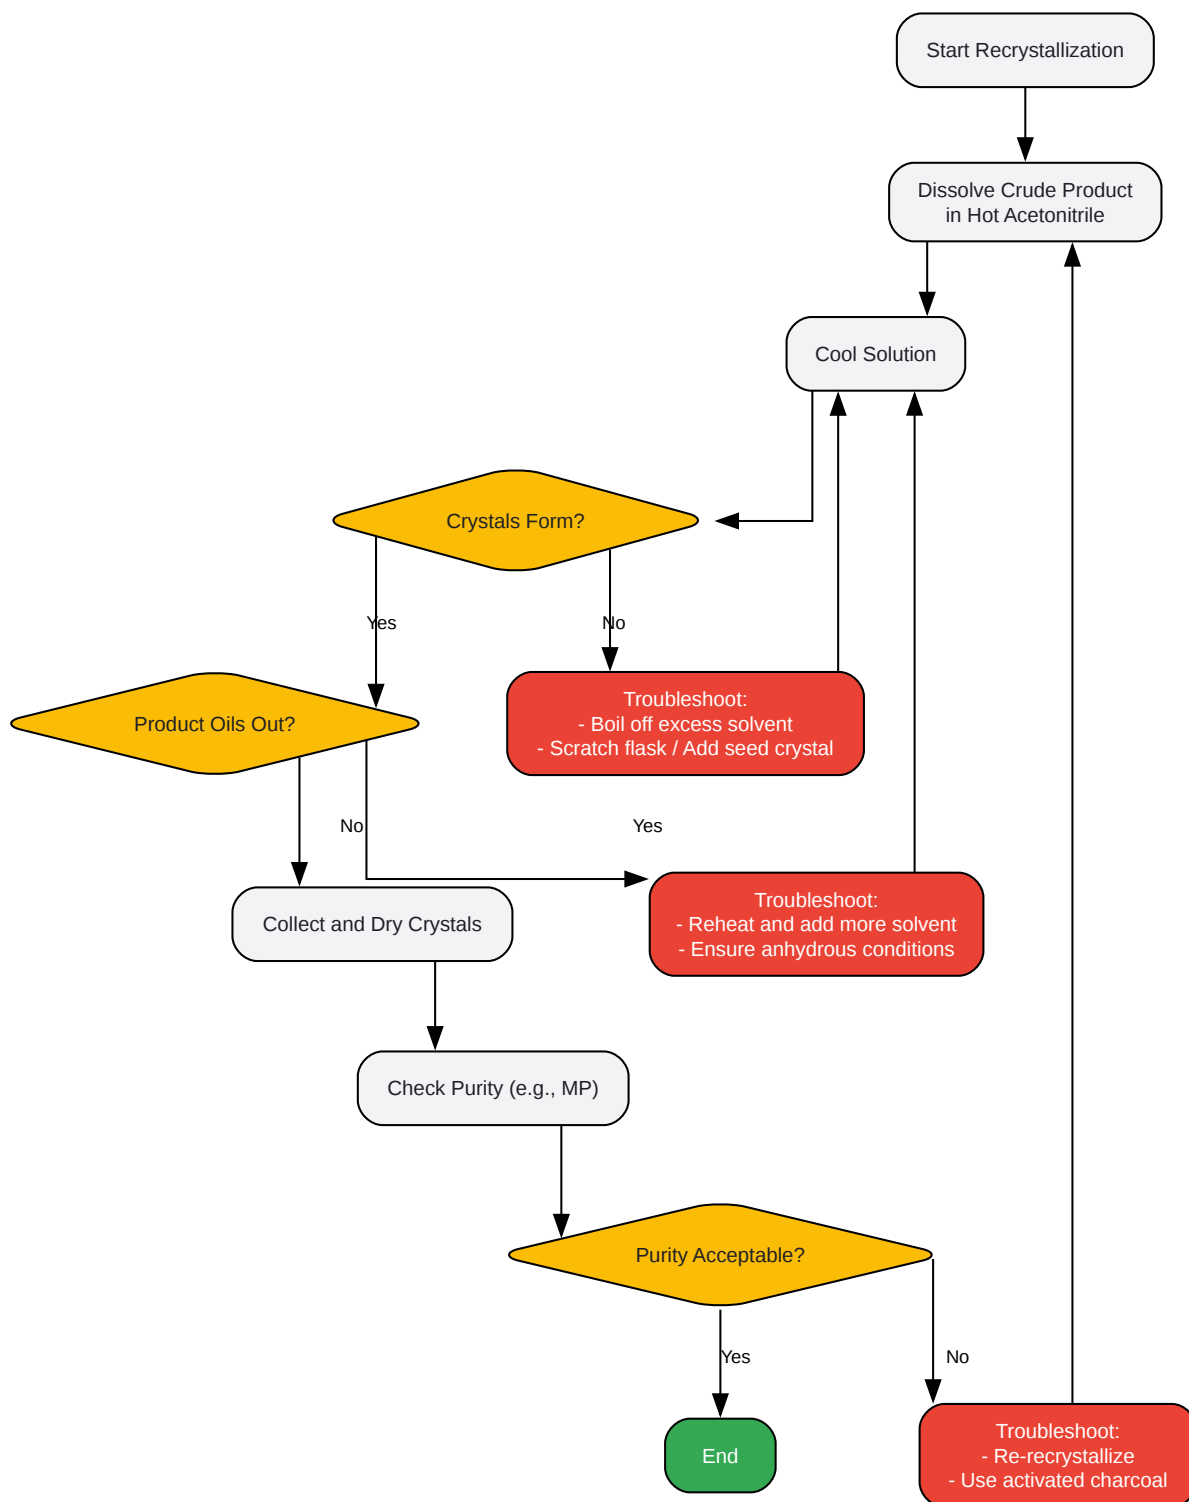 Start Recrystallization
Dissolve Crude Product
in Hot Acetonitrile
Cool Solution
Crystals Form?
Yes
No
Product Oils Out?
Troubleshoot:
- Boil off excess solvent
- Scratch flask / Add seed crystal
No
Yes
Collect and Dry Crystals
Troubleshoot:
- Reheat and add more solvent
- Ensure anhydrous conditions
Check Purity (e.g., MP)
Purity Acceptable?
Yes
No
End
Troubleshoot:
- Re-recrystallize
- Use activated charcoal